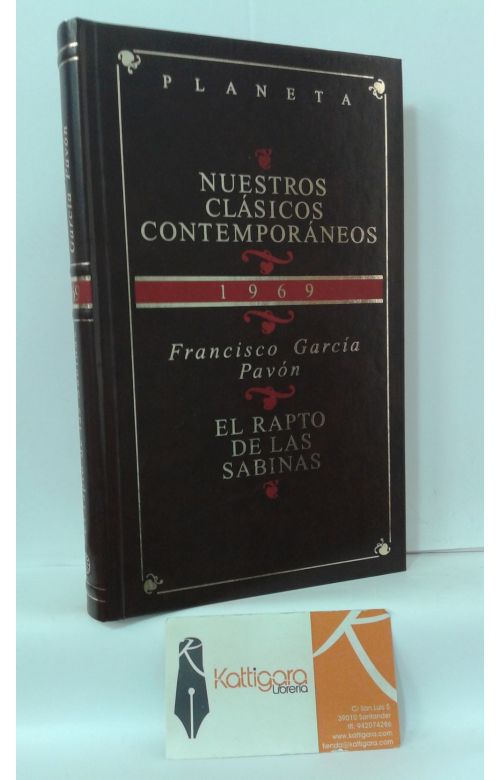 PLANETA
NUESTROS
CLÁSICOS
CONTEMPORÁNEOS
1969
Francisco García
Pavón
EL RAPTO
DE LAS
SABINAS
García Pavón
K
Kattigara
Librería
C/ San Luis 5
39010 Santander
tlf: 942074286
www.kattigara.com
tienda@kattigara.com